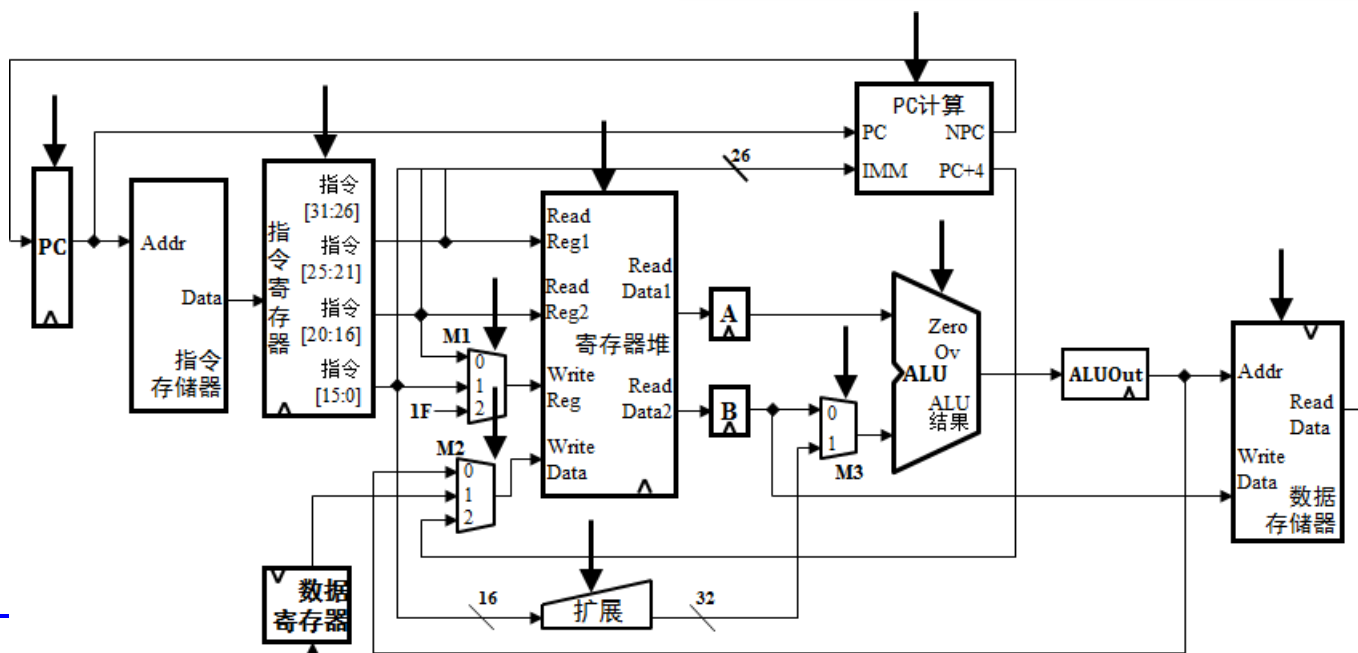 PC
Addr
Data
指令
存储器
指令寄存器
指令
[31:26]
指令
[25:21]
指令
[20:16]
指令
[15:0]
M1
0
1
2
1F
M2
0
1
2
数据
寄存器
Read
Reg1
Read
Reg2
Write
Reg
Write
Data
Read
Data1
寄存器堆
Read
Data2
16
扩展
32
26
PC计算
PC
NPC
IMM
PC+4
A
B
0
1
M3
Zero
Ov
ALU
ALU
结果
ALUOut
Addr
Read
Data
Write
Data
数据
存储器